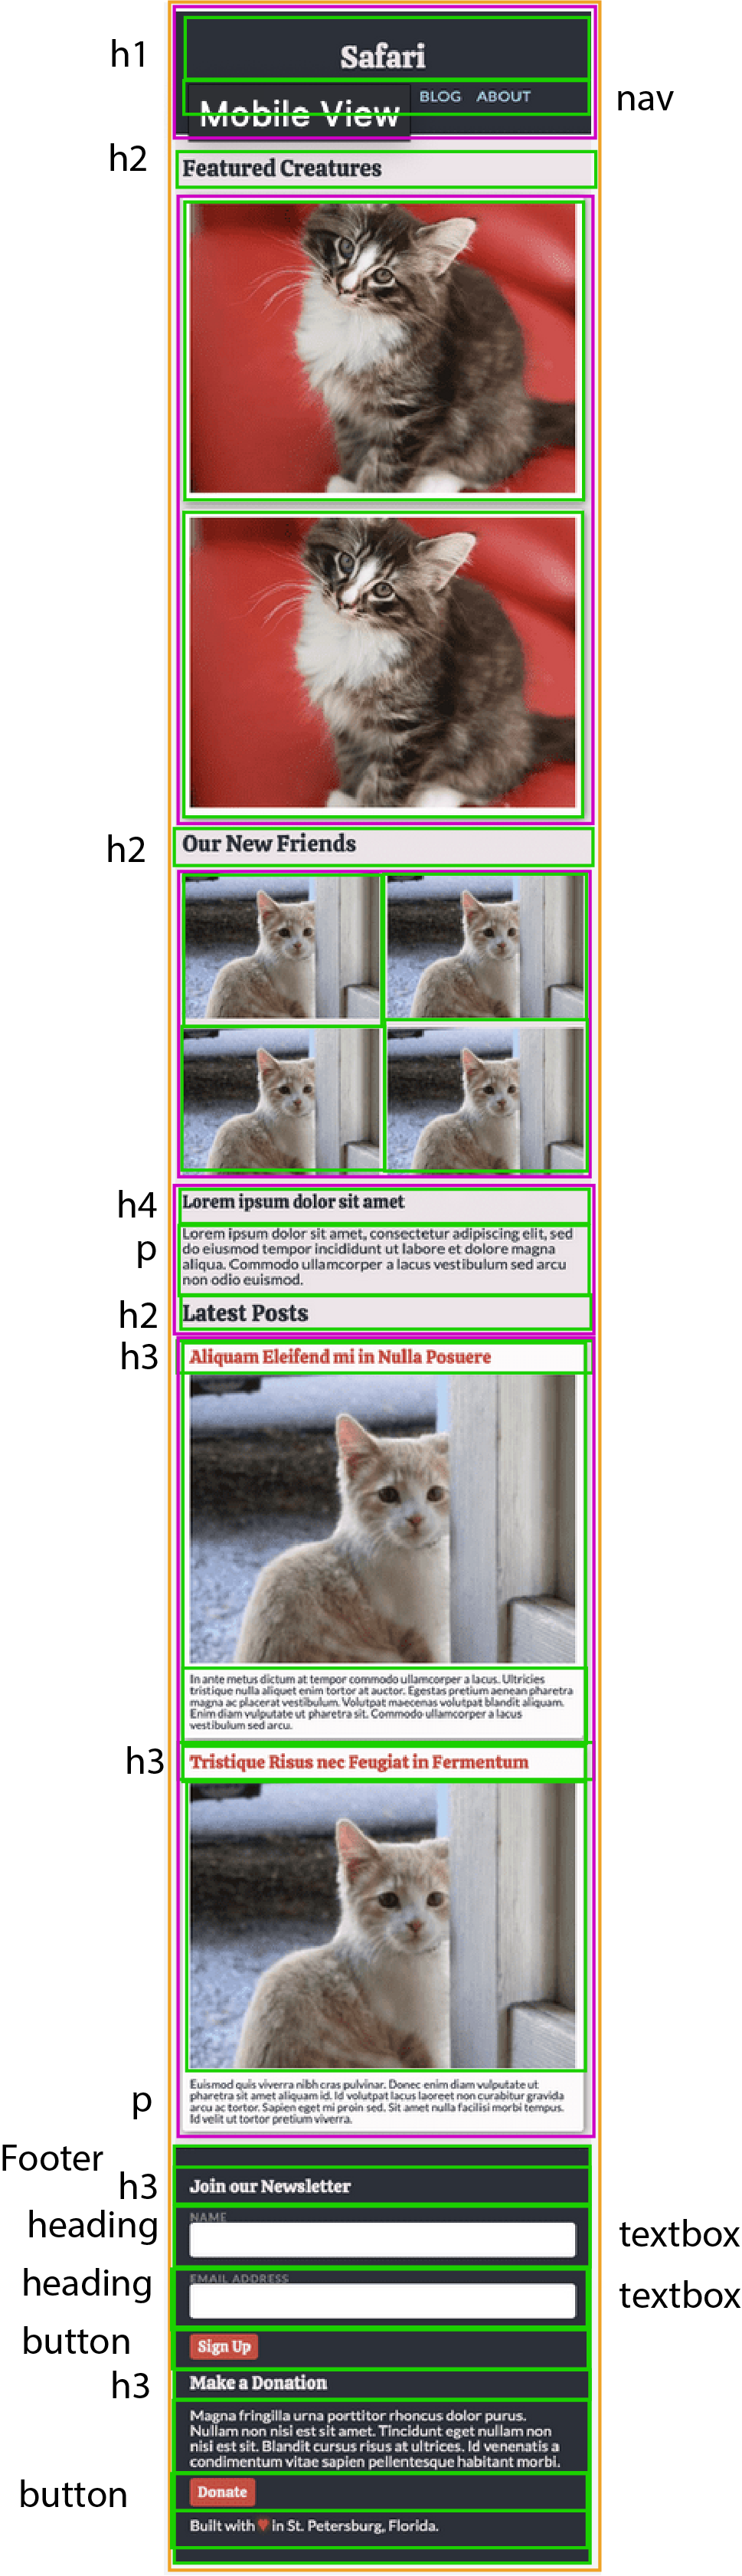 h1
Safari
BLOG ABOUT
nav
Mobile View
h2
Featured Creatures
h2
Our New Friends
h4
Lorem ipsum dolor sit amet
p
Lorem ipsum dolor sit amet, consectetur adipiscing elit, sed
do eiusmod tempor incididunt ut labore et dolore magna
aliqua. Commodo ullamcorper a lacus vestibulum sed arcu
non odio euismod.
h2
Latest Posts
h3
Aliquam Eleifend mi in Nulla Posuere
In ante metus dictum at tempor commodo ullamcorper a lacus. Ultricies
tristique nulla aliquet enim tortor at auctor. Egestas pretium aenean pharetra
magna ac placerat vestibulum. Volutpat maecenas volutpat blandit aliquam.
Enim diam vulputate ut pharetra sit. Commodo ullamcorper a lacus
vestibulum sed arcu.
h3
Tristique Risus nec Feugiat in Fermentum
p
Euismod quis viverra nibh cras pulvinar. Donec enim diam vulputate ut
pharetra sit amet aliquam id. Id volutpat lacus laoreet non curabitur gravida
arcu ac tortor. Sapien eget mi proin sed. Sit amet nulla facilisi morbi tempus.
Id velit ut tortor pretium viverra.
Footer
h3
Join our Newsletter
heading
NAME
textbox
heading
EMAIL ADDRESS
textbox
button
Sign Up
h3
Make a Donation
Magna fringilla urna porttitor rhoncus dolor purus.
Nullam non nisi est sit amet. Tincidunt eget nullam non
nisi est sit. Blandit cursus risus at ultrices. Id venenatis a
condimentum vitae sapien pellentesque habitant morbi.
button
Donate
Built with ♥ in St. Petersburg, Florida.